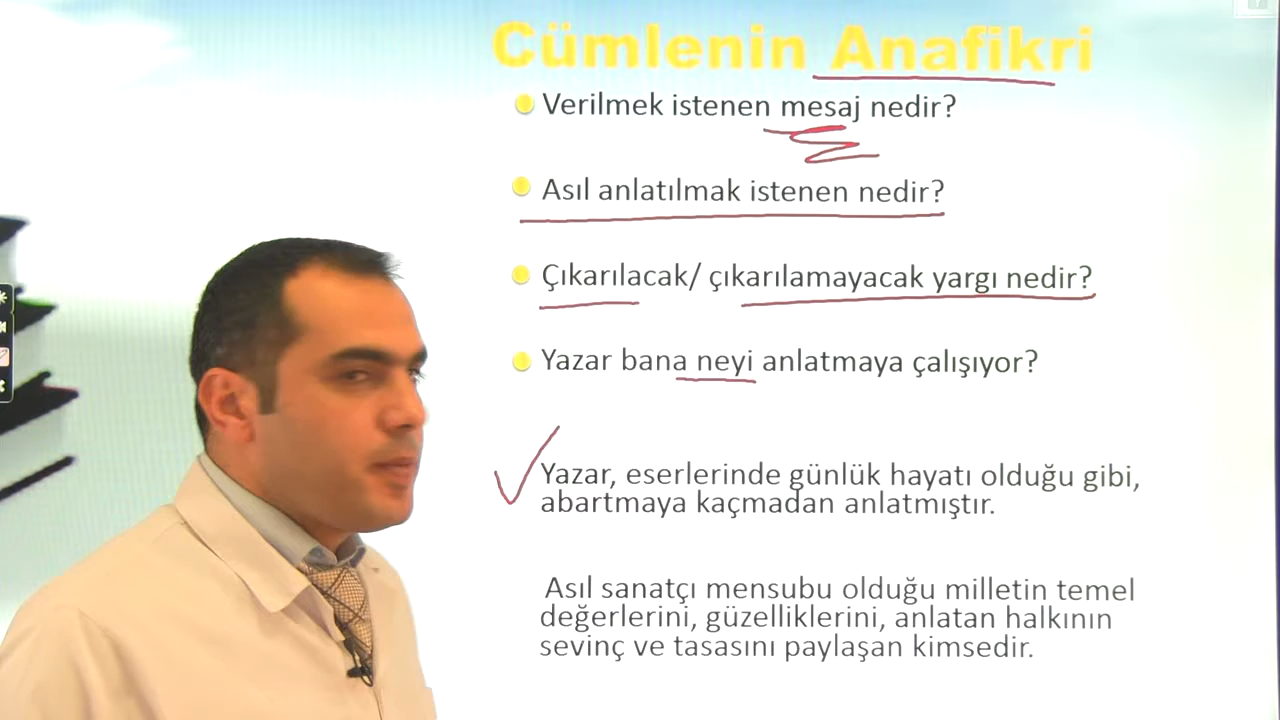 Cümlenin Anafikri
Verilmek istenen mesaj nedir?
Asıl anlatılmak istenen nedir?
Çıkarılacak/ çıkarılamayacak yargı nedir?
Yazar bana neyi anlatmaya çalışıyor?
Yazar, eserlerinde günlük hayatı olduğu gibi,
abartmaya kaçmadan anlatmıştır.
Asıl sanatçı mensubu olduğu milletin temel
değerlerini, güzelliklerini, anlatan halkının
sevinç ve tasasını paylaşan kimsedir.